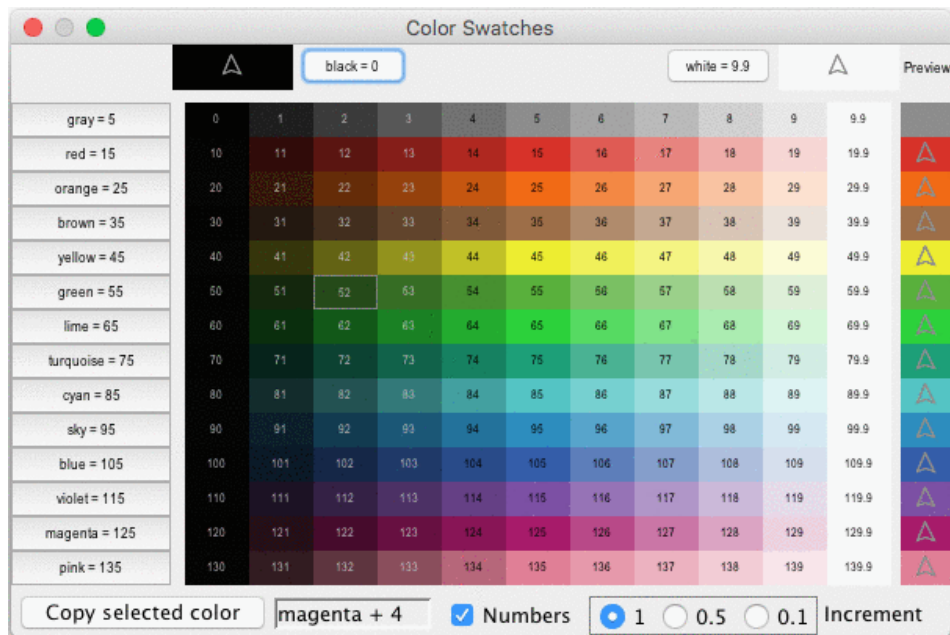 Color Swatches
black = 0 white = 9.9 Preview
gray = 5 0 1 2 3 4 5 6 7 8 9 9.9
red = 15 10 11 12 13 14 15 16 17 18 19 19.9
orange = 25 20 21 22 23 24 25 26 27 28 29 29.9
brown = 35 30 31 32 33 34 35 36 37 38 39 39.9
yellow = 45 40 41 42 43 44 45 46 47 48 49 49.9
green = 55 50 51 52 53 54 55 56 57 58 59 59.9
lime = 65 60 61 62 63 64 65 66 67 68 69 69.9
turquoise = 75 70 71 72 73 74 75 76 77 78 79 79.9
cyan = 85 80 81 82 83 84 85 86 87 88 89 89.9
sky = 95 90 91 92 93 94 95 96 97 98 99 99.9
blue = 105 100 101 102 103 104 105 106 107 108 109 109.9
violet = 115 110 111 112 113 114 115 116 117 118 119 119.9
magenta = 125 120 121 122 123 124 125 126 127 128 129 129.9
pink = 135 130 131 132 133 134 135 136 137 138 139 139.9
Copy selected color magenta + 4 Numbers 1 0.5 0.1 Increment